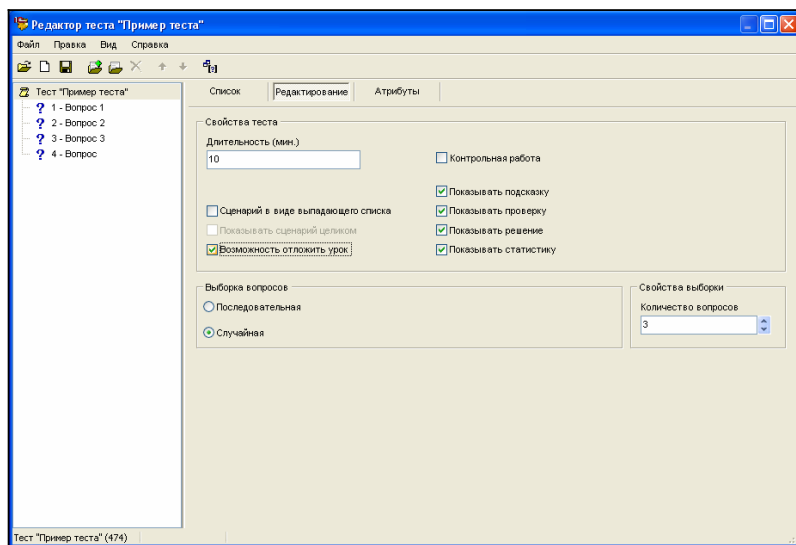 Редактор теста "Пример теста"
Файл Правка Вид Справка
Тест "Пример теста"
1 - Вопрос 1
2 - Вопрос 2
3 - Вопрос 3
4 - Вопрос
Список Редактирование Атрибуты
Свойства теста
Длительность (мин.)
10
Контрольная работа
Показывать подсказку
Сценарий в виде выпадающего списка
Показывать проверку
Показывать сценарий целиком
Показывать решение
Возможность отложить урок
Показывать статистику
Выборка вопросов
Последовательная
Случайная
Свойства выборки
Количество вопросов
3
Тест "Пример теста" (474)